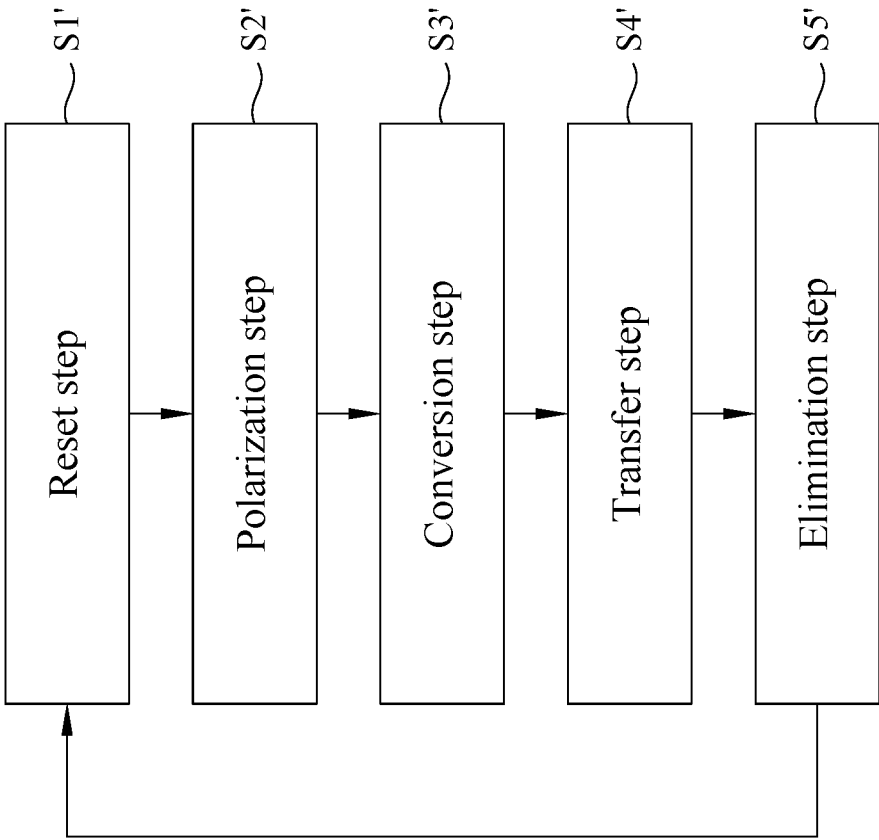 Reset step
S1'
Polarization step
S2'
Conversion step
S3'
Transfer step
S4'
Elimination step
S5'